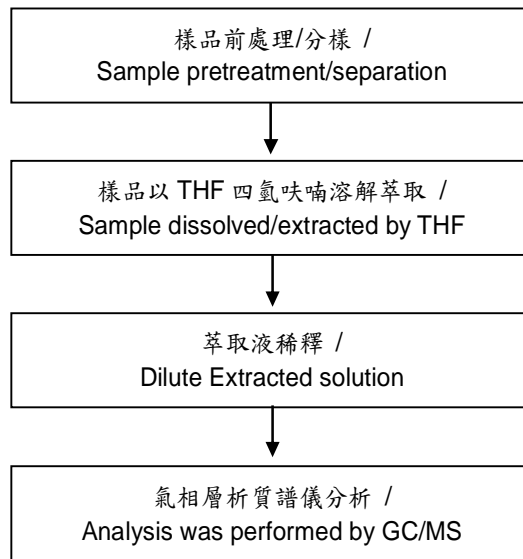 樣品前處理/分樣 /
Sample pretreatment/separation
樣品以 THF 四氫呋喃溶解萃取 /
Sample dissolved/extracted by THF
萃取液稀釋 /
Dilute Extracted solution
氣相層析質譜儀分析 /
Analysis was performed by GC/MS